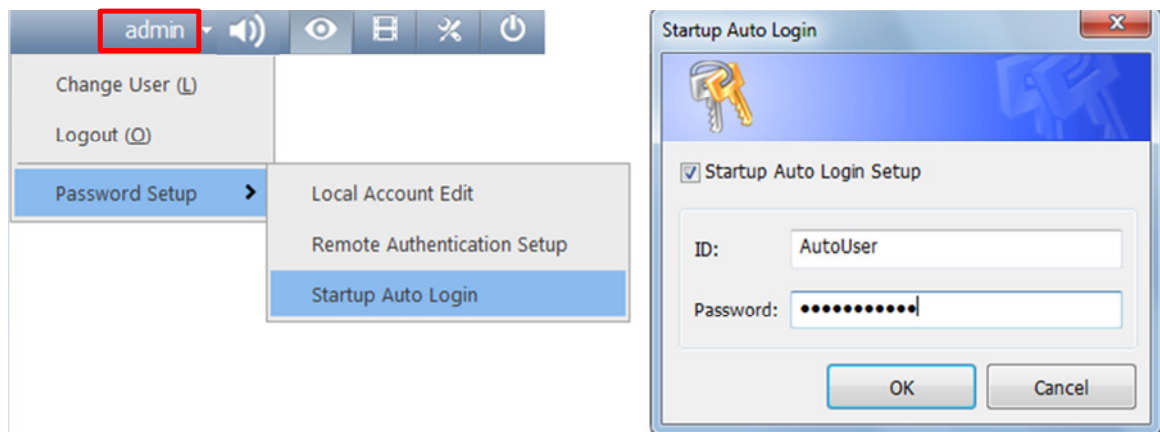 admin
Change User (L)
Logout (O)
Password Setup
Local Account Edit
Remote Authentication Setup
Startup Auto Login
Startup Auto Login
Startup Auto Login Setup
ID: AutoUser
Password: •••••••••••
OK Cancel